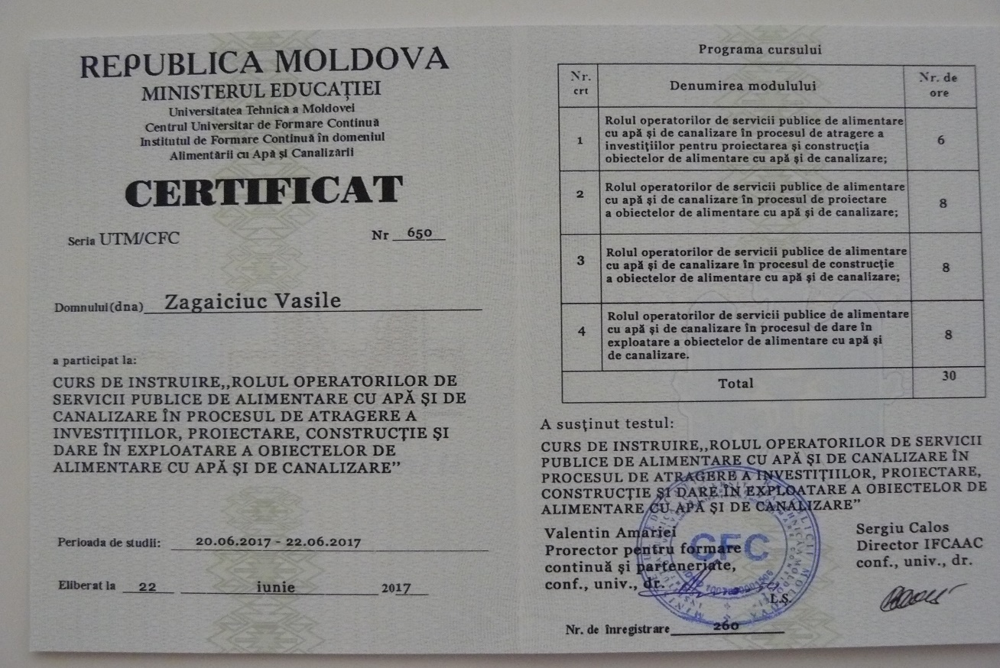 REPUBLICA MOLDOVA
MINISTERUL EDUCAȚIEI
Universitatea Tehnică a Moldovei
Centrul Universitar de Formare Continuă
Institutul de Formare Continuă în domeniul
Alimentării cu Apă și Canalizării
CERTIFICAT
Seria UTM/CFC Nr 650
Domnului(dna) Zagaiciuc Vasile
a participat la:
CURS DE INSTRUIRE,,ROLUL OPERATORILOR DE
SERVICII PUBLICE DE ALIMENTARE CU APĂ ȘI DE
CANALIZARE ÎN PROCESUL DE ATRAGERE A
INVESTIȚIILOR, PROIECTARE, CONSTRUCȚIE ȘI
DARE ÎN EXPLOATARE A OBIECTELOR DE
ALIMENTARE CU APĂ ȘI DE CANALIZARE”
Perioada de studii: 20.06.2017 - 22.06.2017
Eliberat la 22 iunie 2017
Programa cursului
Nr. crt
Denumirea modulului
Nr. de ore
1
Rolul operatorilor de servicii publice de alimentare
cu apă și de canalizare în procesul de atragere a
investițiilor pentru proiectarea și construcția
obiectelor de alimentare cu apă și de canalizare;
6
2
Rolul operatorilor de servicii publice de alimentare
cu apă și de canalizare în procesul de proiectare
a obiectelor de alimentare cu apă și de canalizare;
8
3
Rolul operatorilor de servicii publice de alimentare
cu apă și de canalizare în procesul de construcție
a obiectelor de alimentare cu apă și de canalizare;
8
4
Rolul operatorilor de servicii publice de alimentare
cu apă și de canalizare în procesul de dare în
exploatare a obiectelor de alimentare cu apă și
de canalizare.
8
Total 30
A susținut testul:
CURS DE INSTRUIRE,,ROLUL OPERATORILOR DE SERVICII
PUBLICE DE ALIMENTARE CU APĂ ȘI DE CANALIZARE ÎN
PROCESUL DE ATRAGERE A INVESTIȚIILOR, PROIECTARE,
CONSTRUCȚIE ȘI DARE ÎN EXPLOATARE A OBIECTELOR DE
ALIMENTARE CU APĂ ȘI DE CANALIZARE”
Valentin Amariei
Prorector pentru formare
continuă și parteneriate,
conf., univ., dr.
CFC
L.Ș.
Sergiu Calos
Director IFCAAC
conf., univ., dr.
Nr. de înregistrare 260